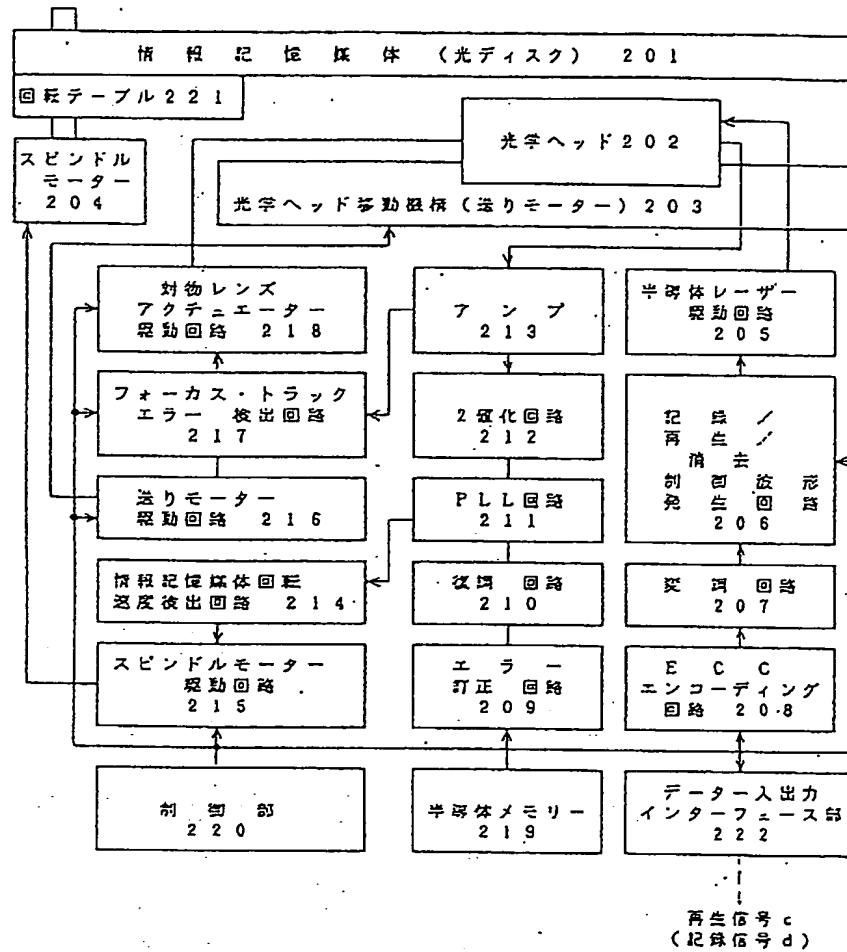 情報記憶媒体(光ディスク) 201
回転テーブル221
スピンドル
モーター
204
光学ヘッド202
光学ヘッド移動機構(送りモーター)203
対物レンズ
アクチュエーター
駆動回路 218
アンプ
213
半導体レーザー
駆動回路
205
フォーカス・トラック
エラー 検出回路
217
2値化回路
212
記録/
再生/
消去
制御波形
発生回路
206
送りモーター
駆動回路 216
PLL回路
211
情報記憶媒体回転
速度検出回路 214
復調 回路
210
変調回路
207
スピンドルモーター
駆動回路
215
エラー
訂正 回路
209
ECC
エンコーディング
回路 208
制御部
220
半導体メモリー
219
データー入出力
インターフェース部
222
再生信号c
(記録信号d)